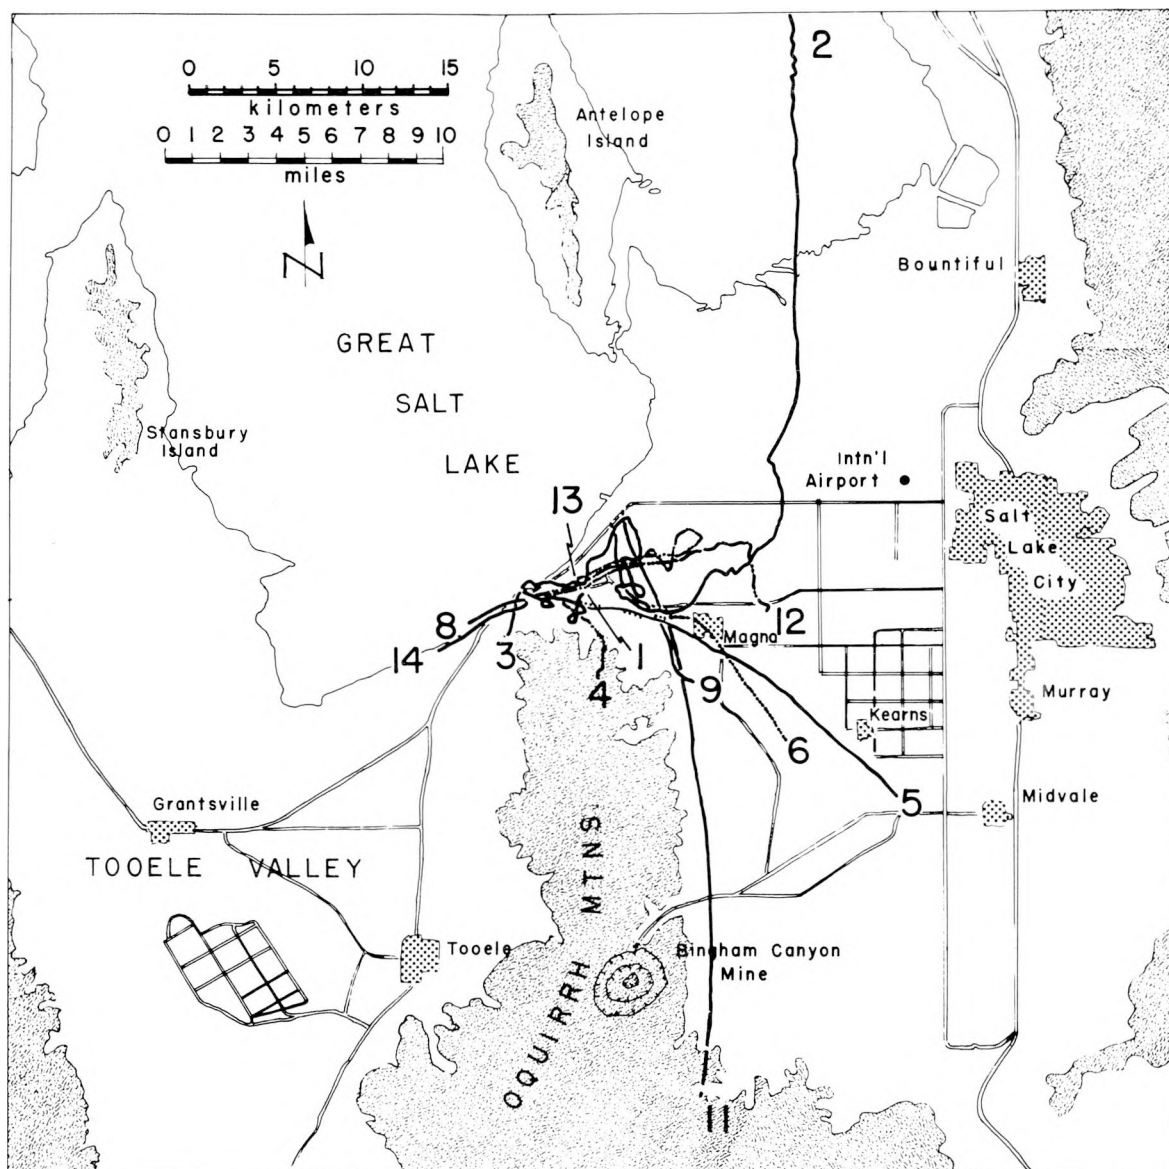 2
0 5 10 15
kilometers
0 1 2 3 4 5 6 7 8 9 10
miles
N
Antelope
Island
Bountiful
GREAT
SALT
LAKE
Stansbury
Island
Intn'l
Airport
Salt
Lake
City
13
8
14
3
4
1
9
Magna
12
6
5
Kearns
Murray
Midvale
Grantsville
TOOELE VALLEY
Tooele
OQUIRRH MTNS.
Bingham Canyon
Mine
11